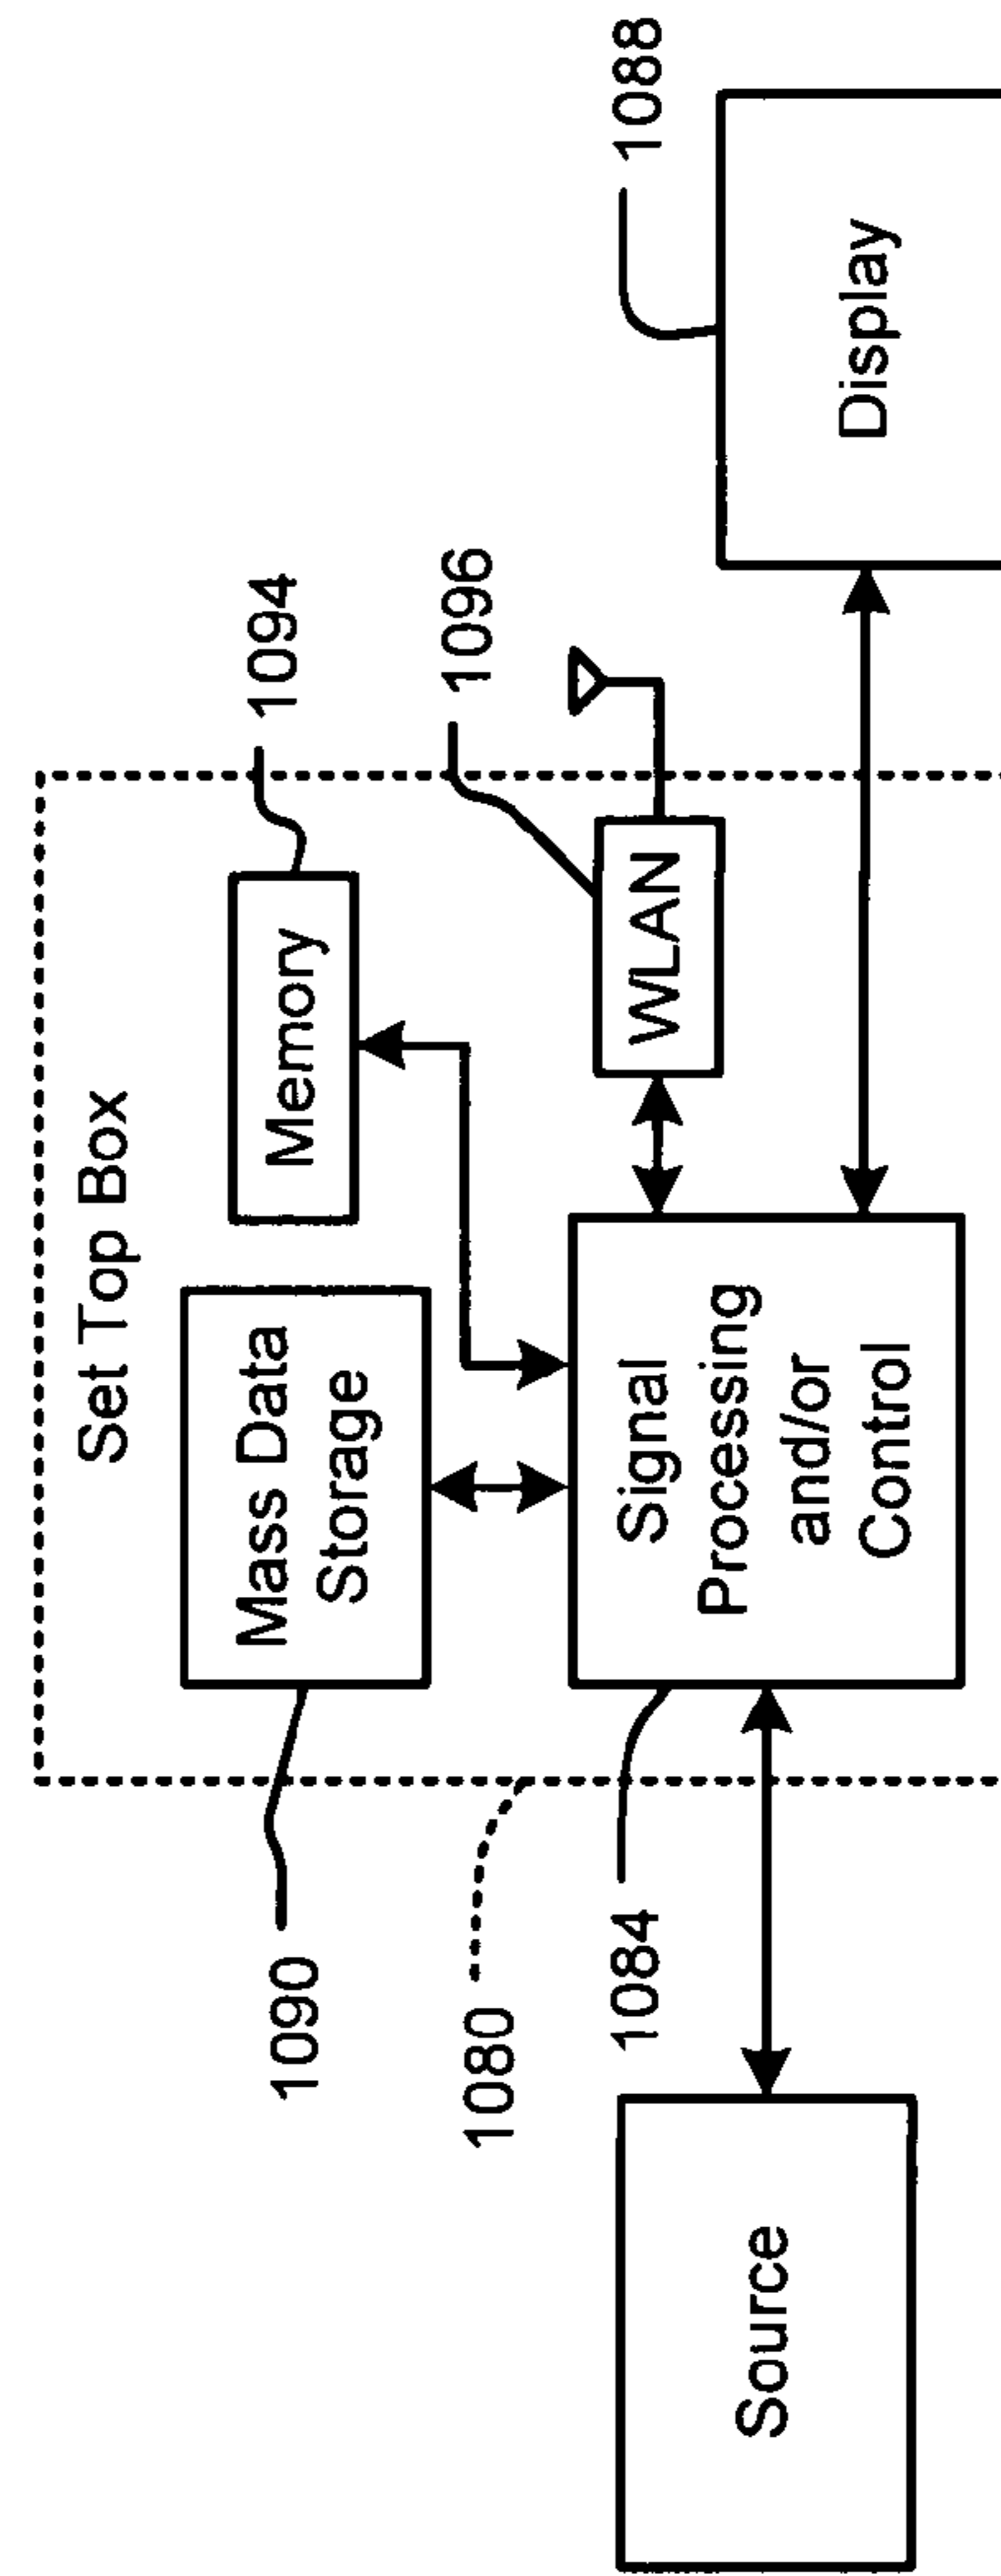 Set Top Box
1090
Mass Data
Storage
Memory
1094
1080
1096
1084
Signal
Processing
and/or
Control
WLAN
1088
Source
Display